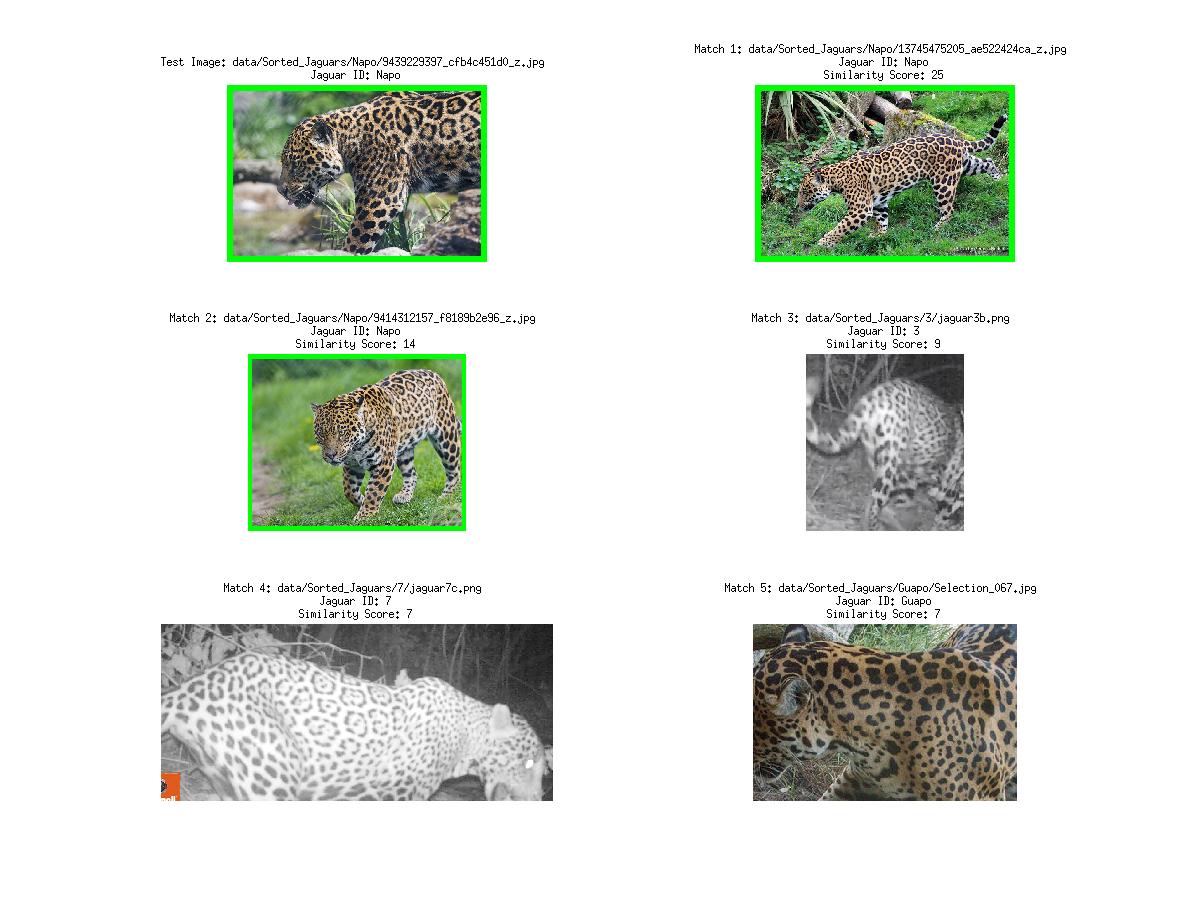 Test Image: data/Sorted_Jaguars/Napo/9439229397_cfb4c451d0_z.jpg
Jaguar ID: Napo
Match 1: data/Sorted_Jaguars/Napo/13745475205_ae522424ca_z.jpg
Jaguar ID: Napo
Similarity Score: 25
Match 2: data/Sorted_Jaguars/Napo/9414312157_f8189b2e96_z.jpg
Jaguar ID: Napo
Similarity Score: 14
Match 3: data/Sorted_Jaguars/3/jaguar3b.png
Jaguar ID: 3
Similarity Score: 9
Match 4: data/Sorted_Jaguars/7/jaguar7c.png
Jaguar ID: 7
Similarity Score: 7
Match 5: data/Sorted_Jaguars/Guapo/Selection_067.jpg
Jaguar ID: Guapo
Similarity Score: 7